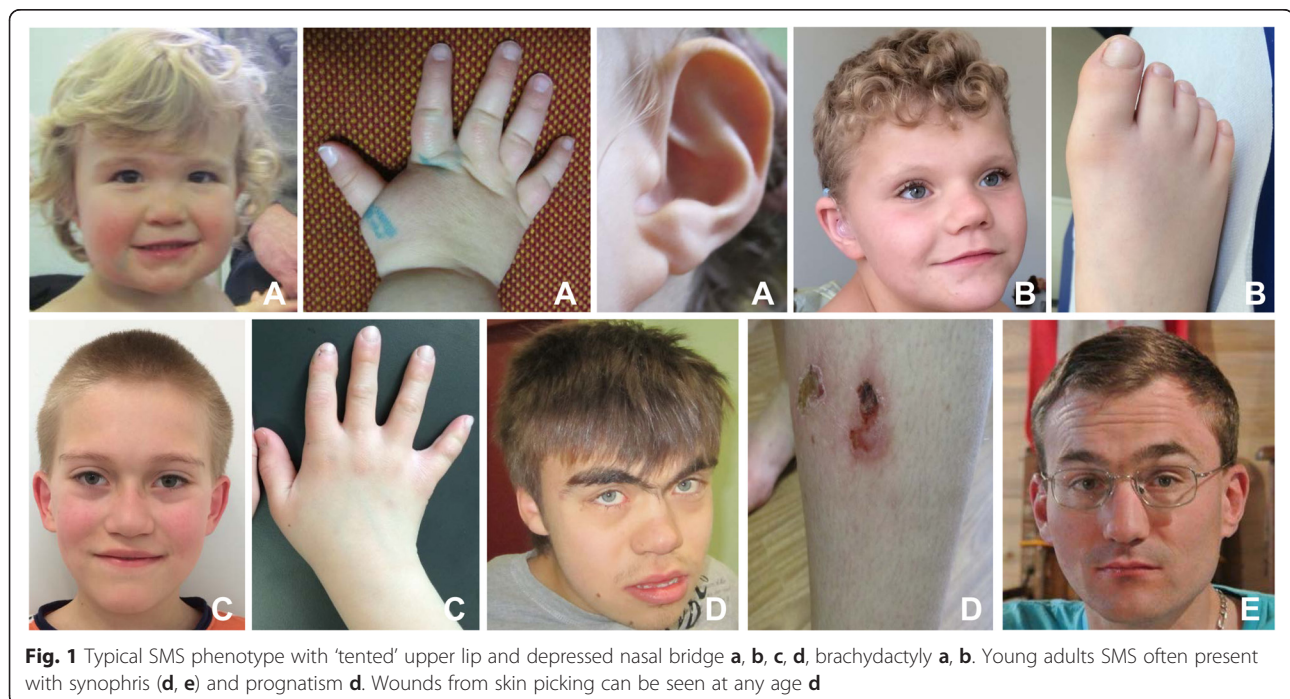 A A A B B
C C D D E
Fig. 1 Typical SMS phenotype with ‘tented’ upper lip and depressed nasal bridge a, b, c, d, brachydactyly a, b. Young adults SMS often present
with synophris (d, e) and prognatism d. Wounds from skin picking can be seen at any age d